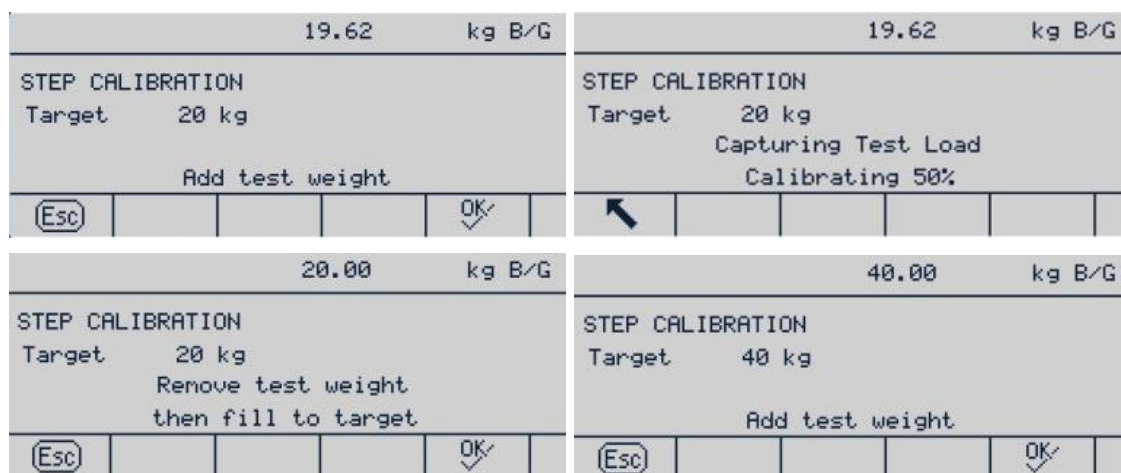 19.62 kg B/G
STEP CALIBRATION
Target 20 kg
Add test weight
Esc OK
19.62 kg B/G
STEP CALIBRATION
Target 20 kg
Capturing Test Load
Calibrating 50%
20.00 kg B/G
STEP CALIBRATION
Target 20 kg
Remove test weight
then fill to target
Esc OK
40.00 kg B/G
STEP CALIBRATION
Target 40 kg
Add test weight
Esc OK